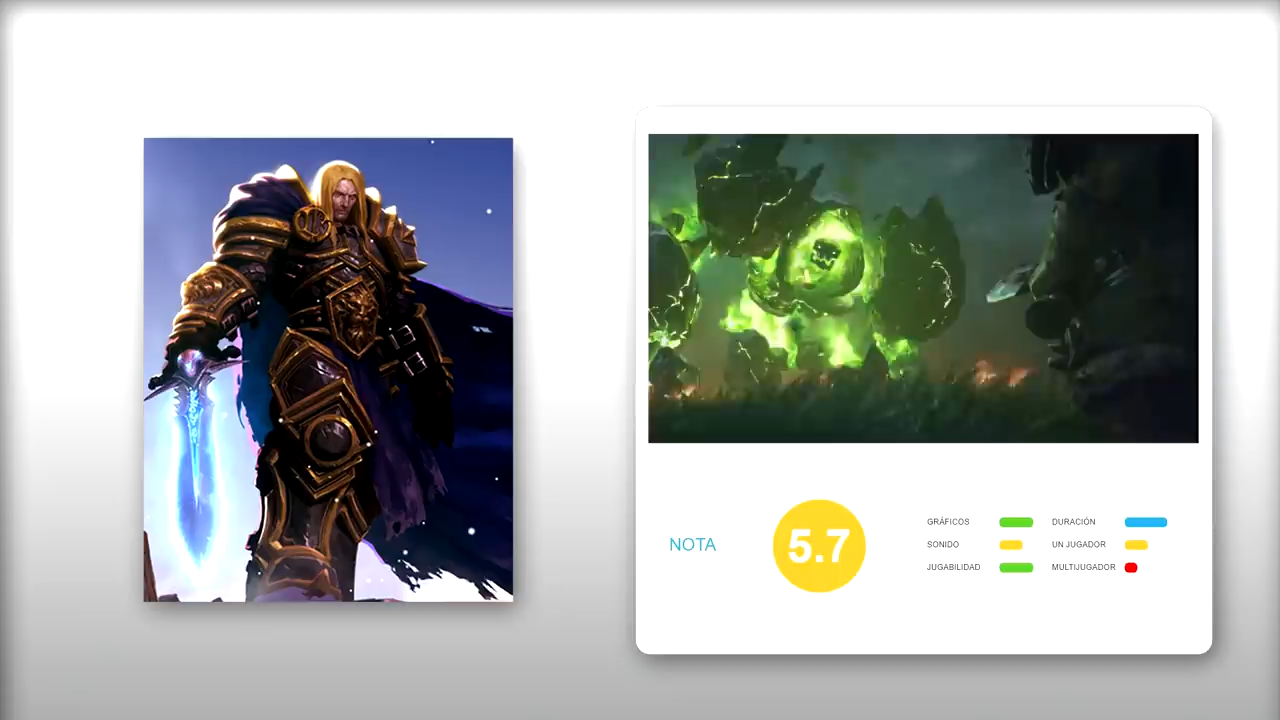 NOTA
5.7
GRÁFICOS
SONIDO
JUGABILIDAD
DURACIÓN
UN JUGADOR
MULTIJUGADOR